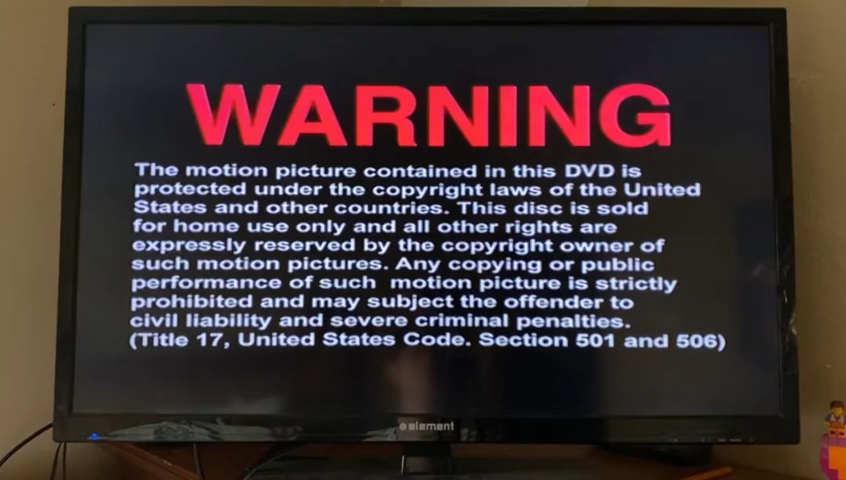 WARNING
The motion picture contained in this DVD is
protected under the copyright laws of the United
States and other countries. This disc is sold
for home use only and all other rights are
expressly reserved by the copyright owner of
such motion pictures. Any copying or public
performance of such motion picture is strictly
prohibited and may subject the offender to
civil liability and severe criminal penalties.
(Title 17, United States Code. Section 501 and 506)
element